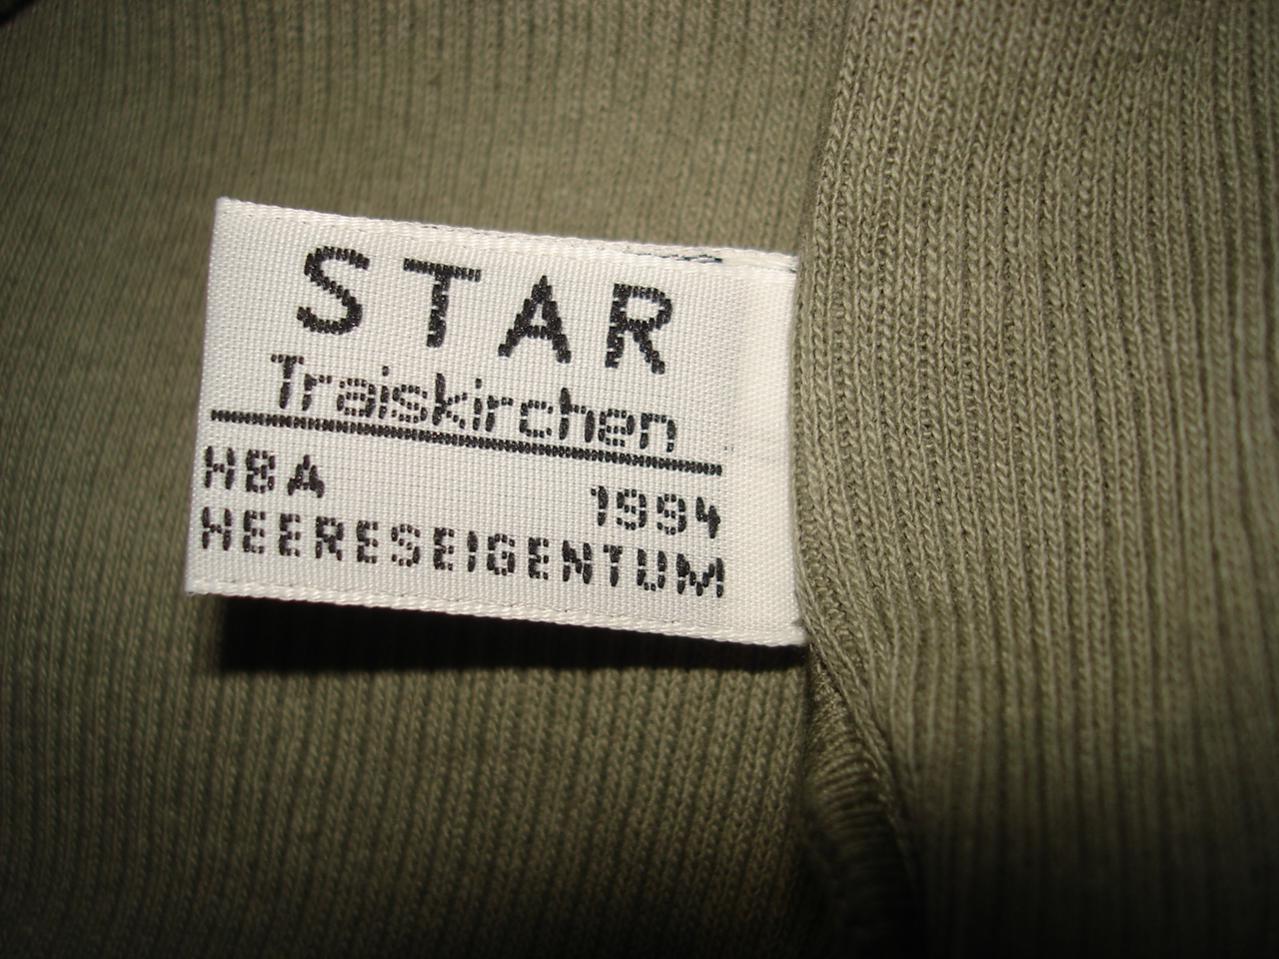 STAR
Traiskirchen
HBA 1994
HEERESEIGENTUM